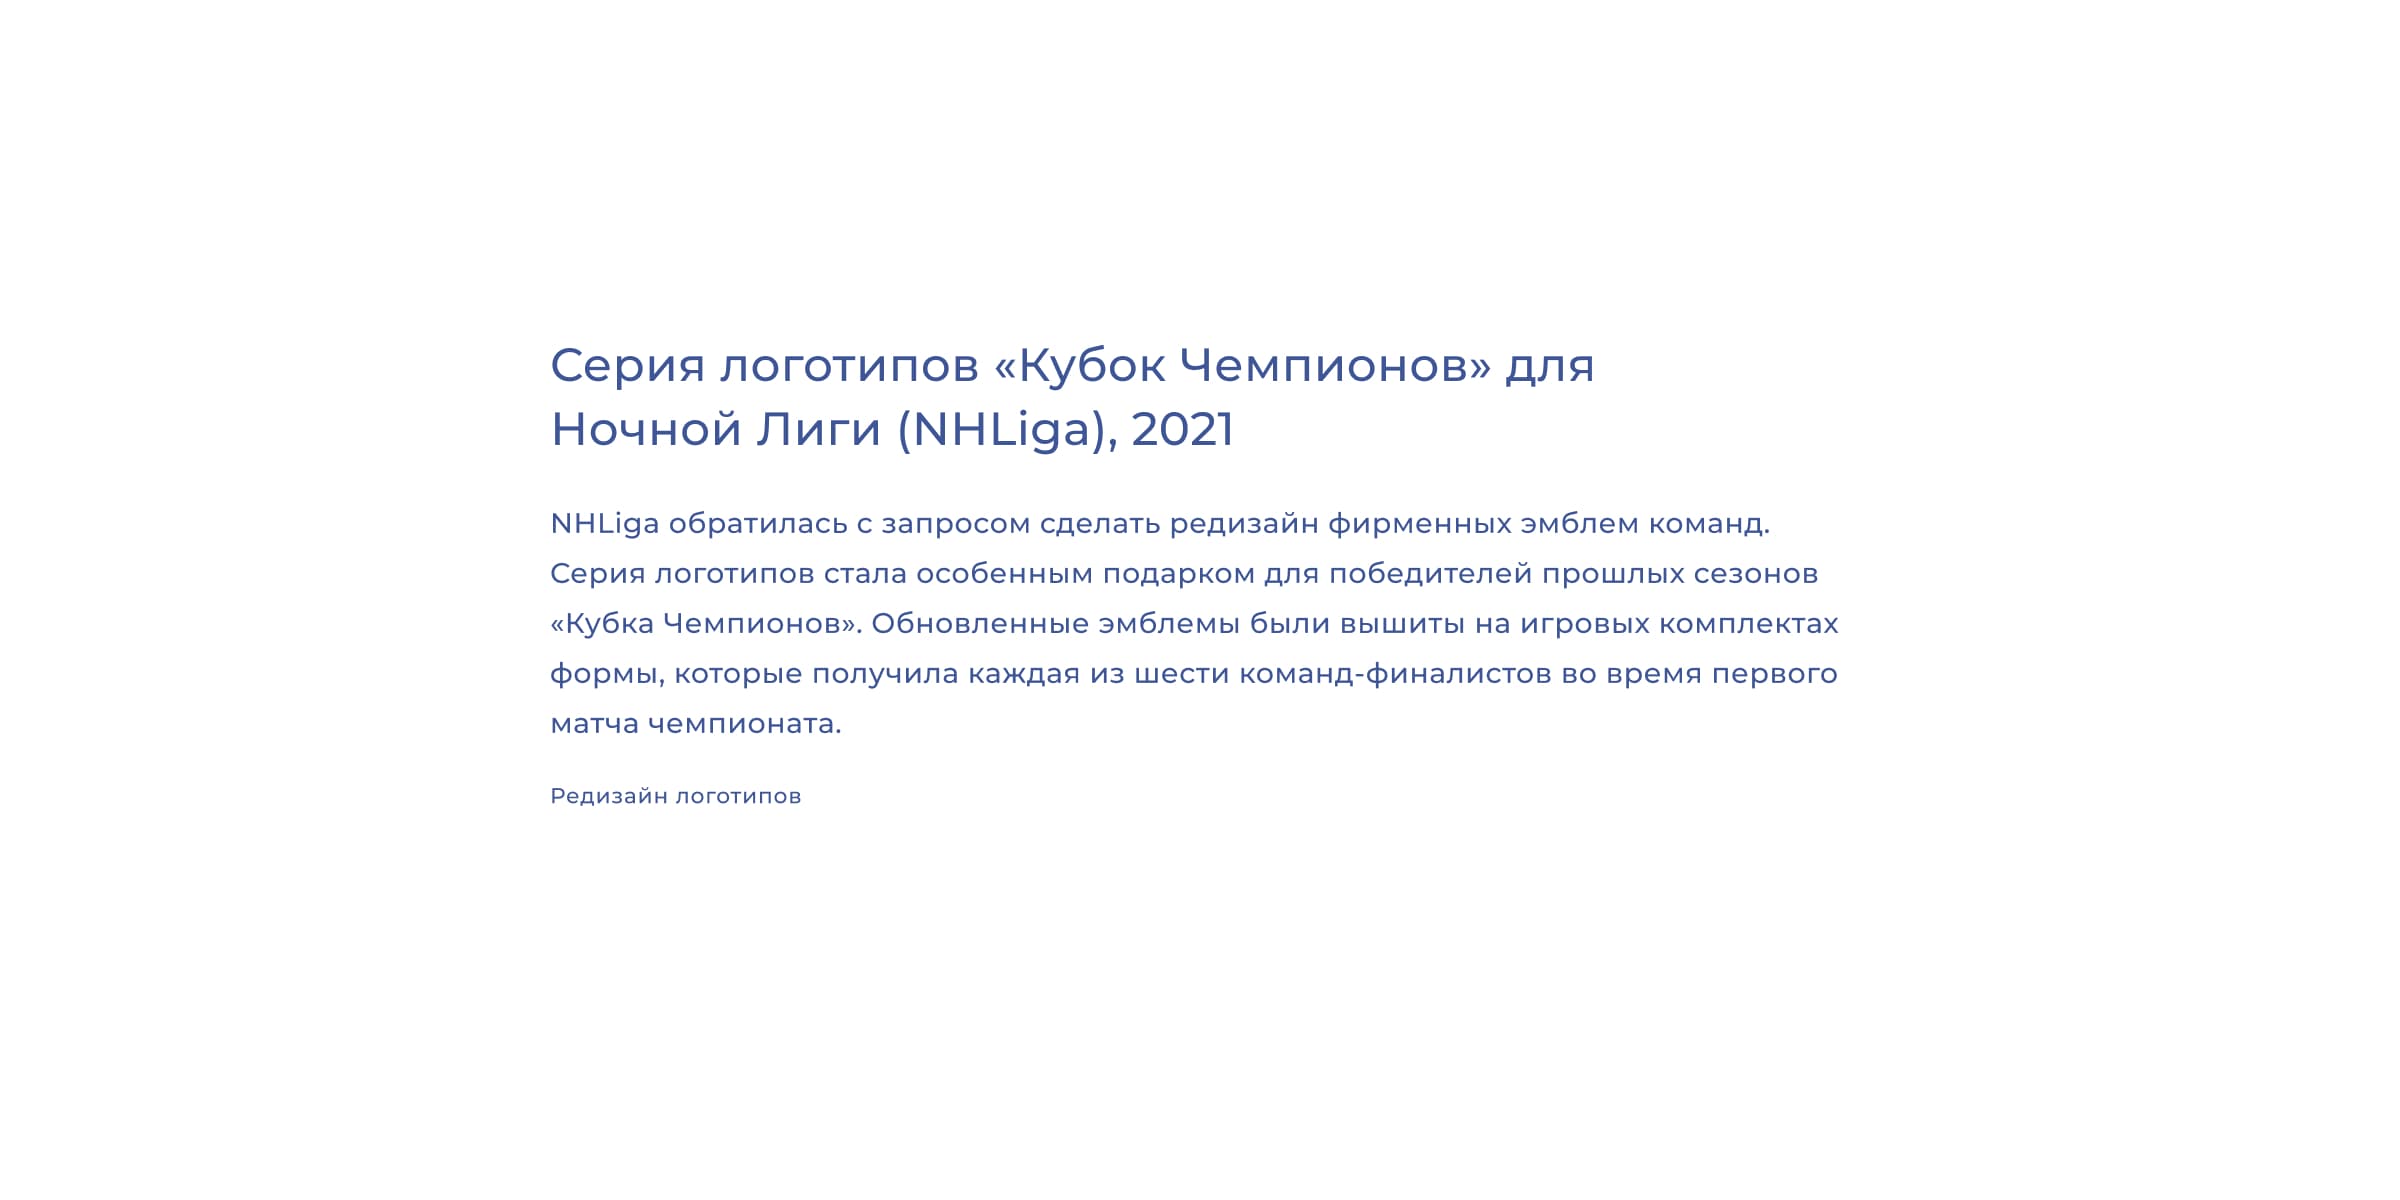 Серия логотипов «Кубок Чемпионов» для
Ночной Лиги (NHLiga), 2021
NHLiga обратилась с запросом сделать редизайн фирменных эмблем команд.
Серия логотипов стала особенным подарком для победителей прошлых сезонов
«Кубка Чемпионов». Обновленные эмблемы были вышиты на игровых комплектах
формы, которые получила каждая из шести команд-финалистов во время первого
матча чемпионата.
Редизайн логотипов